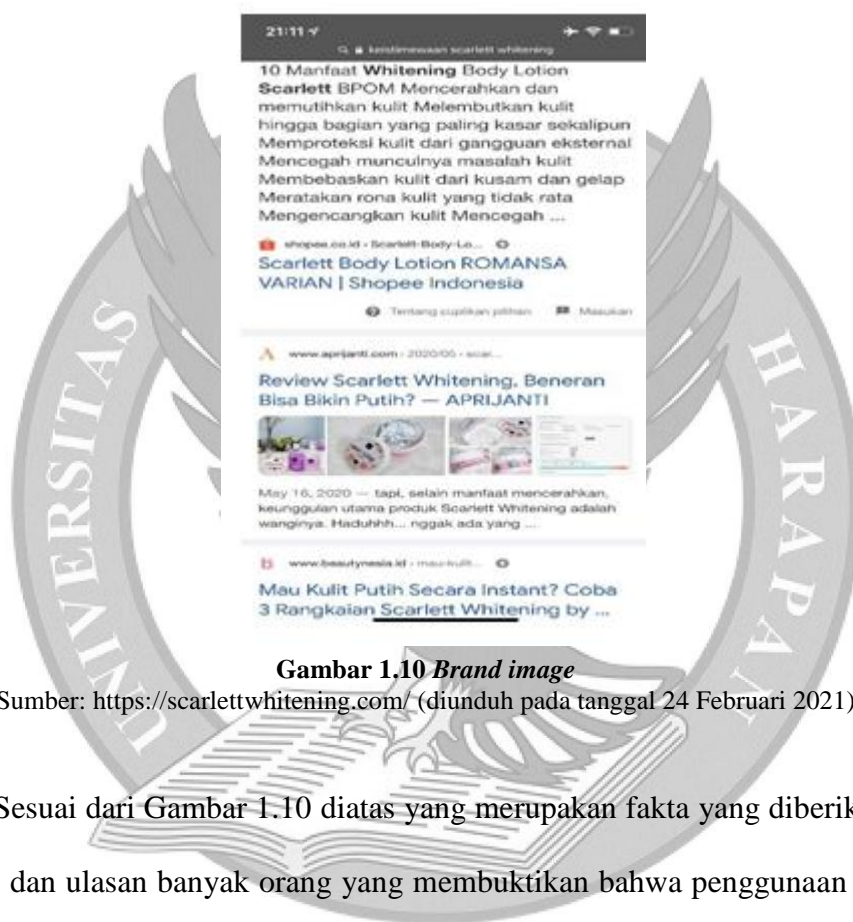 21:11
keistimewaan scarlett whitening
10 Manfaat Whitening Body Lotion
Scarlett BPOM Mencerahkan dan
memutihkan kulit Melembutkan kulit
hingga bagian yang paling kasar sekalipun
Memproteksi kulit dari gangguan eksternal
Mencegah munculnya masalah kulit
Membebaskan kulit dari kusam dan gelap
Meratakan rona kulit yang tidak rata
Mengencangkan kulit Mencegah ...
shopee.co.id › Scarlett-Body-Lo...
Scarlett Body Lotion ROMANSA
VARIAN | Shopee Indonesia
Tentang cuplikan pilihan Masukan
www.aprijanti.com › 2020/05 › scar...
Review Scarlett Whitening, Beneran
Bisa Bikin Putih? — APRIJANTI
May 16, 2020 — tapi, selain manfaat mencerahkan,
keunggulan utama produk Scarlett Whitening adalah
wanginya. Haduhhh... nggak ada yang ...
www.beautynesia.id › mau-kulit...
Mau Kulit Putih Secara Instant? Coba
3 Rangkaian Scarlett Whitening by ...
UNIVERSITAS
HARAPAN
Gambar 1.10 Brand image
Sumber: https://scarlettwhitening.com/ (diunduh pada tanggal 24 Februari 2021)
Sesuai dari Gambar 1.10 diatas yang merupakan fakta yang diberik
dan ulasan banyak orang yang membuktikan bahwa penggunaan